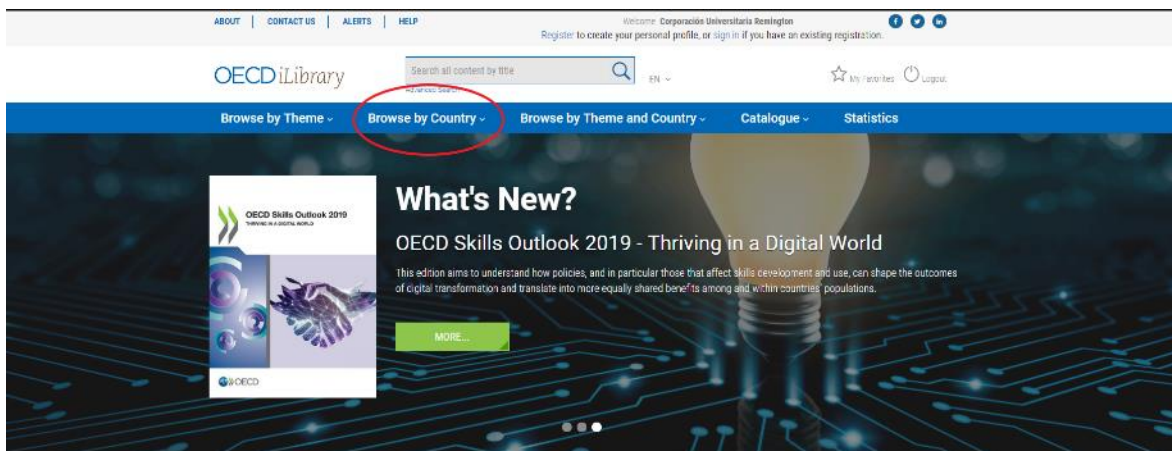 ABOUT | CONTACT US | ALERTS | HELP
Welcome Corporación Universitaria Remington
Register to create your personal profile, or sign in if you have an existing registration.
OECD iLibrary
Search all content by title
Advanced Search
EN
My Favorites
Logout
Browse by Theme
Browse by Country
Browse by Theme and Country
Catalogue
Statistics
OECD Skills Outlook 2019
THRIVING IN A DIGITAL WORLD
OECD
What's New?
OECD Skills Outlook 2019 - Thriving in a Digital World
This edition aims to understand how policies, and in particular those that affect skills development and use, can shape the outcomes
of digital transformation and translate into more equally shared benefits among and within countries' populations.
MORE...